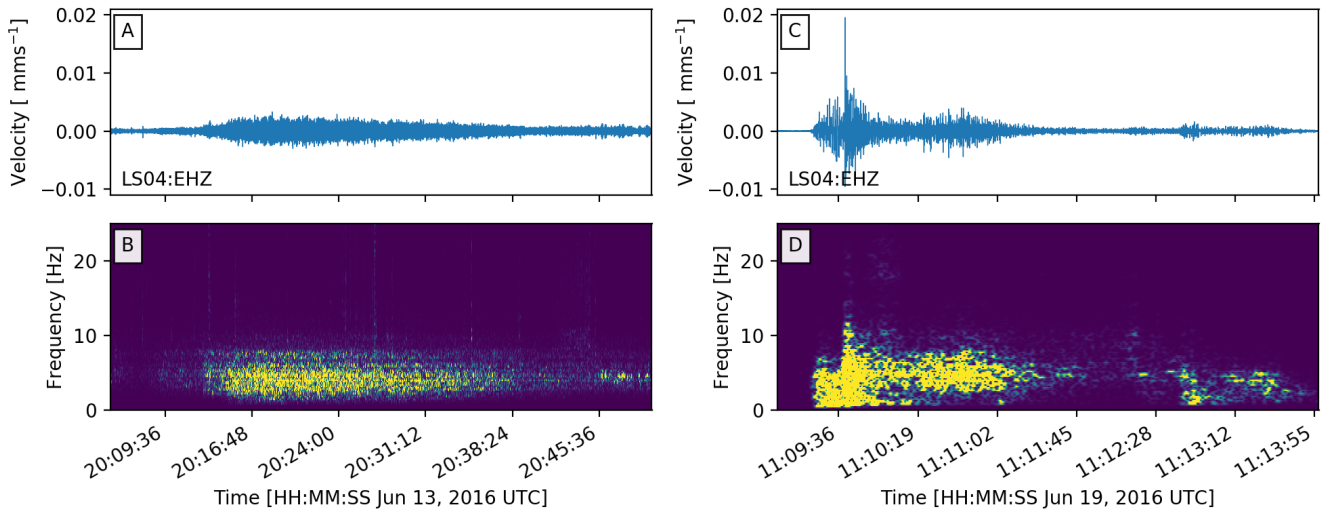 A
0.02
0.01
0.00
−0.01
Velocity [ mms⁻¹]
LS04:EHZ
C
0.02
0.01
0.00
−0.01
Velocity [ mms⁻¹]
LS04:EHZ
B
20
10
0
Frequency [Hz]
20:09:36
20:16:48
20:24:00
20:31:12
20:38:24
20:45:36
Time [HH:MM:SS Jun 13, 2016 UTC]
D
20
10
0
Frequency [Hz]
11:09:36
11:10:19
11:11:02
11:11:45
11:12:28
11:13:12
11:13:55
Time [HH:MM:SS Jun 19, 2016 UTC]